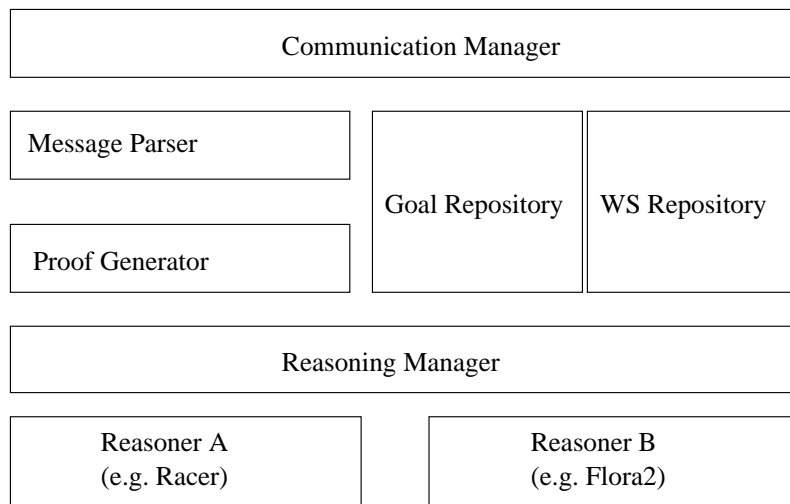 Communication Manager
Message Parser
Goal Repository
WS Repository
Proof Generator
Reasoning Manager
Reasoner A
(e.g. Racer)
Reasoner B
(e.g. Flora2)